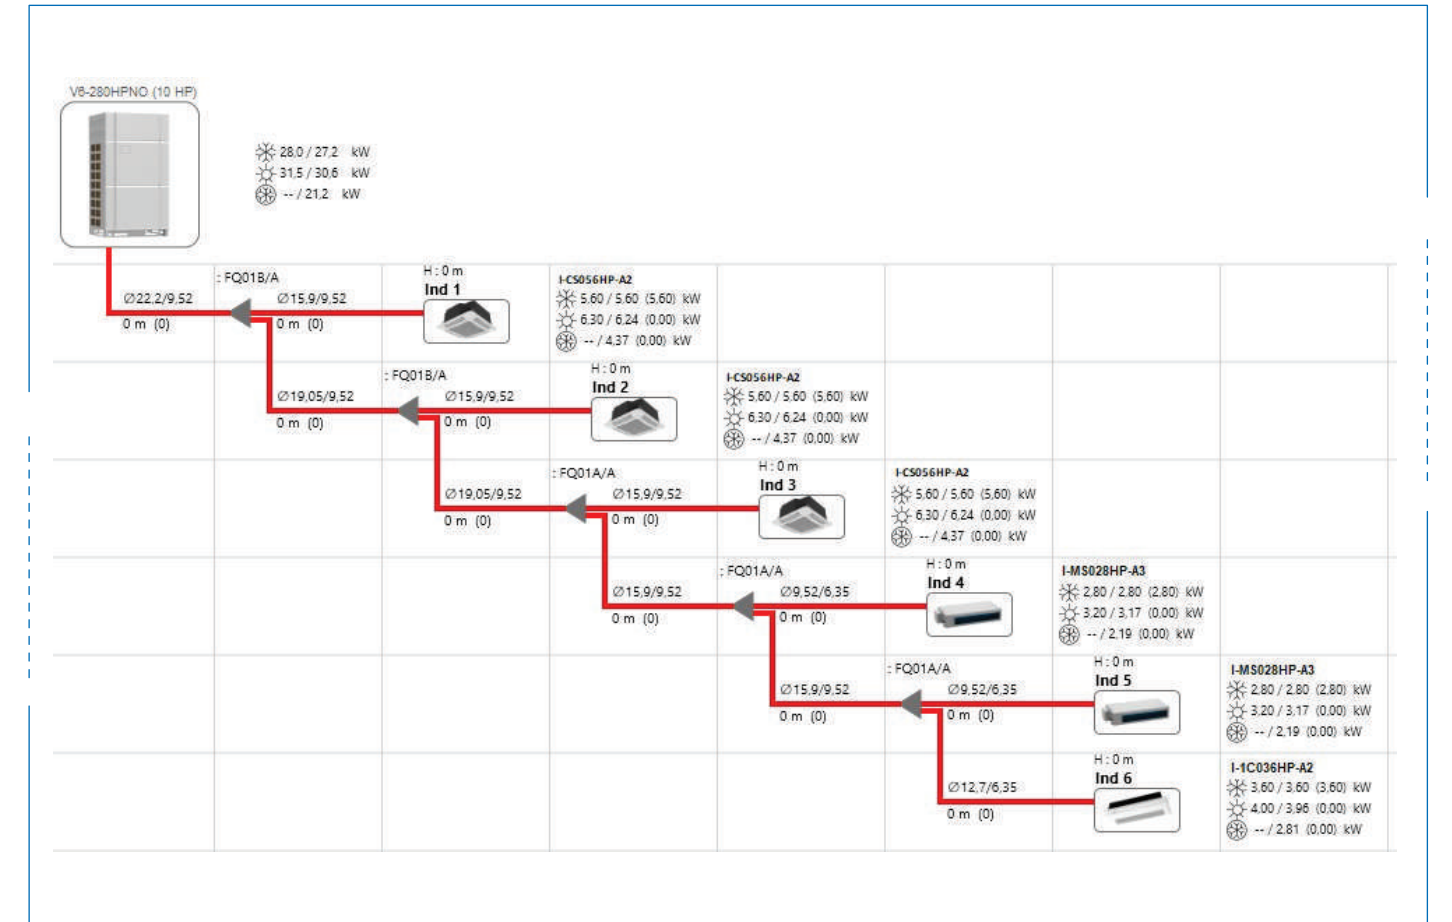 V6-280HPNO (10 HP)
28,0 / 27,2 kW
31,5 / 30,6 kW
-- / 21,2 kW
: FQ01B/A
Ø22,2/9,52
0 m (0)
Ø15,9/9,52
0 m (0)
H : 0 m
Ind 1
I-CS056HP-A2
5,60 / 5,60 (5,60) kW
6,30 / 6,24 (0,00) kW
-- / 4,37 (0,00) kW
: FQ01B/A
Ø19,05/9,52
0 m (0)
Ø15,9/9,52
0 m (0)
H : 0 m
Ind 2
I-CS056HP-A2
5,60 / 5,60 (5,60) kW
6,30 / 6,24 (0,00) kW
-- / 4,37 (0,00) kW
: FQ01A/A
Ø19,05/9,52
0 m (0)
Ø15,9/9,52
0 m (0)
H : 0 m
Ind 3
I-CS056HP-A2
5,60 / 5,60 (5,60) kW
6,30 / 6,24 (0,00) kW
-- / 4,37 (0,00) kW
: FQ01A/A
Ø15,9/9,52
0 m (0)
Ø9,52/6,35
0 m (0)
H : 0 m
Ind 4
I-MS028HP-A3
2,80 / 2,80 (2,80) kW
3,20 / 3,17 (0,00) kW
-- / 2,19 (0,00) kW
: FQ01A/A
Ø15,9/9,52
0 m (0)
Ø9,52/6,35
0 m (0)
H : 0 m
Ind 5
I-MS028HP-A3
2,80 / 2,80 (2,80) kW
3,20 / 3,17 (0,00) kW
-- / 2,19 (0,00) kW
Ø12,7/6,35
0 m (0)
H : 0 m
Ind 6
I-1C036HP-A2
3,60 / 3,60 (3,60) kW
4,00 / 3,96 (0,00) kW
-- / 2,81 (0,00) kW